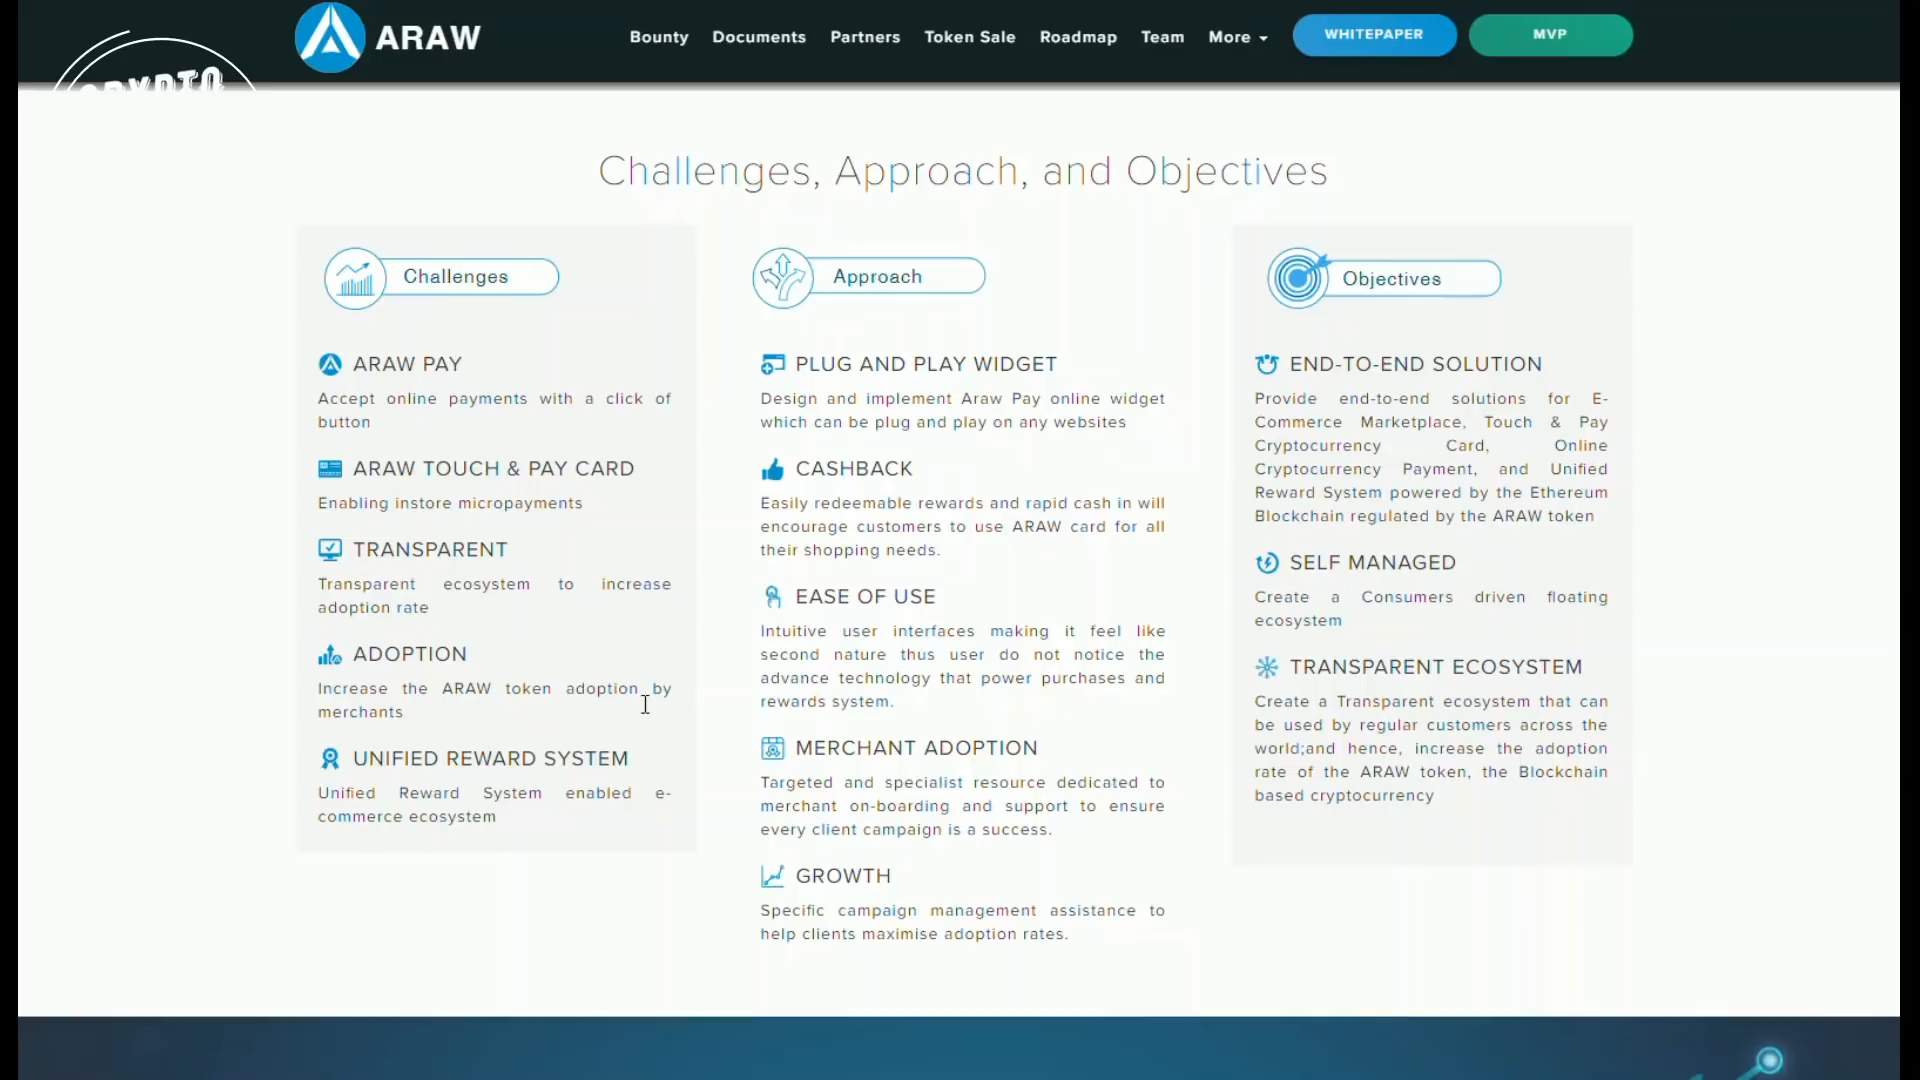 ARAW
Bounty Documents Partners Token Sale Roadmap Team More WHITEPAPER MVP
CRYPTO
Challenges, Approach, and Objectives
Challenges
ARAW PAY
Accept online payments with a click of
button
ARAW TOUCH & PAY CARD
Enabling instore micropayments
TRANSPARENT
Transparent ecosystem to increase
adoption rate
ADOPTION
Increase the ARAW token adoption by
merchants
UNIFIED REWARD SYSTEM
Unified Reward System enabled e-
commerce ecosystem
Approach
PLUG AND PLAY WIDGET
Design and implement Araw Pay online widget
which can be plug and play on any websites
CASHBACK
Easily redeemable rewards and rapid cash in will
encourage customers to use ARAW card for all
their shopping needs.
EASE OF USE
Intuitive user interfaces making it feel like
second nature thus user do not notice the
advance technology that power purchases and
rewards system.
MERCHANT ADOPTION
Targeted and specialist resource dedicated to
merchant on-boarding and support to ensure
every client campaign is a success.
GROWTH
Specific campaign management assistance to
help clients maximise adoption rates.
Objectives
END-TO-END SOLUTION
Provide end-to-end solutions for E-
Commerce Marketplace, Touch & Pay
Cryptocurrency Card, Online
Cryptocurrency Payment, and Unified
Reward System powered by the Ethereum
Blockchain regulated by the ARAW token
SELF MANAGED
Create a Consumers driven floating
ecosystem
TRANSPARENT ECOSYSTEM
Create a Transparent ecosystem that can
be used by regular customers across the
world;and hence, increase the adoption
rate of the ARAW token, the Blockchain
based cryptocurrency